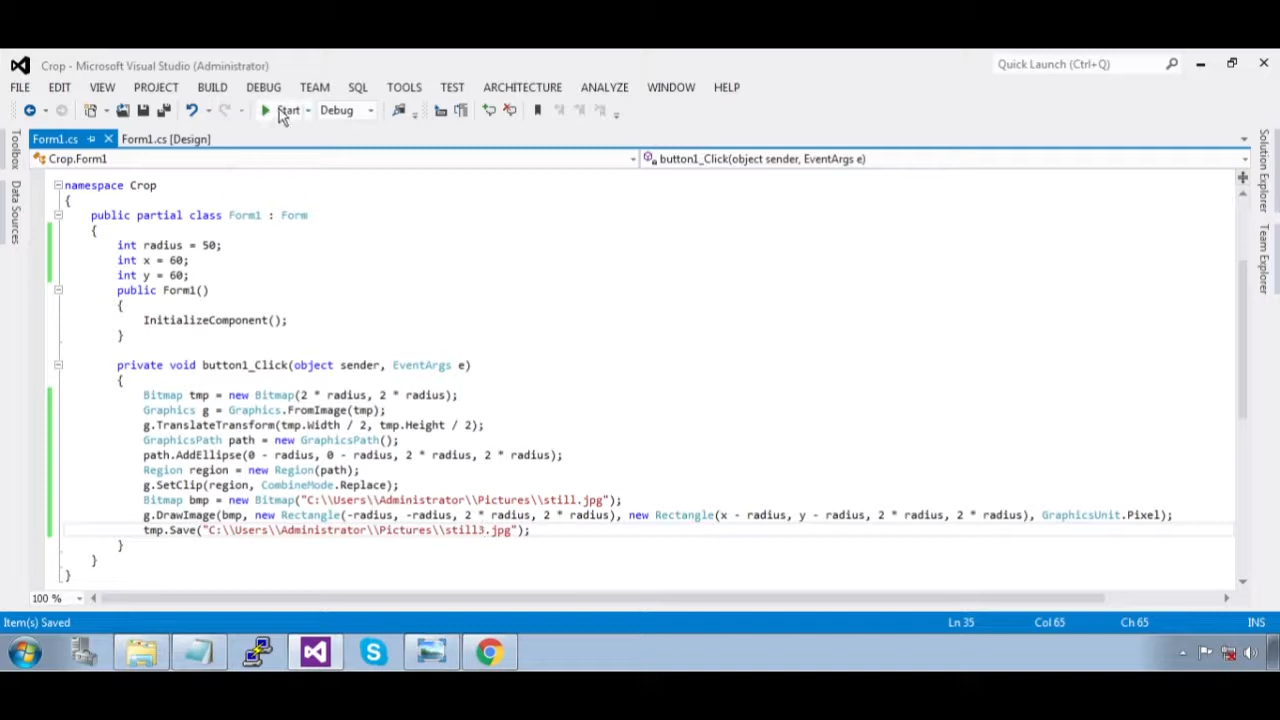 Crop - Microsoft Visual Studio (Administrator)
Quick Launch (Ctrl+Q)
FILE EDIT VIEW PROJECT BUILD DEBUG TEAM SQL TOOLS TEST ARCHITECTURE ANALYZE WINDOW HELP
Start Debug
Form1.cs Form1.cs [Design]
Crop.Form1 button1_Click(object sender, EventArgs e)
Toolbox
Data Sources
Solution Explorer
Team Explorer
namespace Crop
{
public partial class Form1 : Form
{
int radius = 50;
int x = 60;
int y = 60;
public Form1()
{
InitializeComponent();
}
private void button1_Click(object sender, EventArgs e)
{
Bitmap tmp = new Bitmap(2 * radius, 2 * radius);
Graphics g = Graphics.FromImage(tmp);
g.TranslateTransform(tmp.Width / 2, tmp.Height / 2);
GraphicsPath path = new GraphicsPath();
path.AddEllipse(0 - radius, 0 - radius, 2 * radius, 2 * radius);
Region region = new Region(path);
g.SetClip(region, CombineMode.Replace);
Bitmap bmp = new Bitmap("C:\\Users\\Administrator\\Pictures\\still.jpg");
g.DrawImage(bmp, new Rectangle(-radius, -radius, 2 * radius, 2 * radius), new Rectangle(x - radius, y - radius, 2 * radius, 2 * radius), GraphicsUnit.Pixel);
tmp.Save("C:\\Users\\Administrator\\Pictures\\still3.jpg");
}
}
}
100 %
Item(s) Saved Ln 35 Col 65 Ch 65 INS